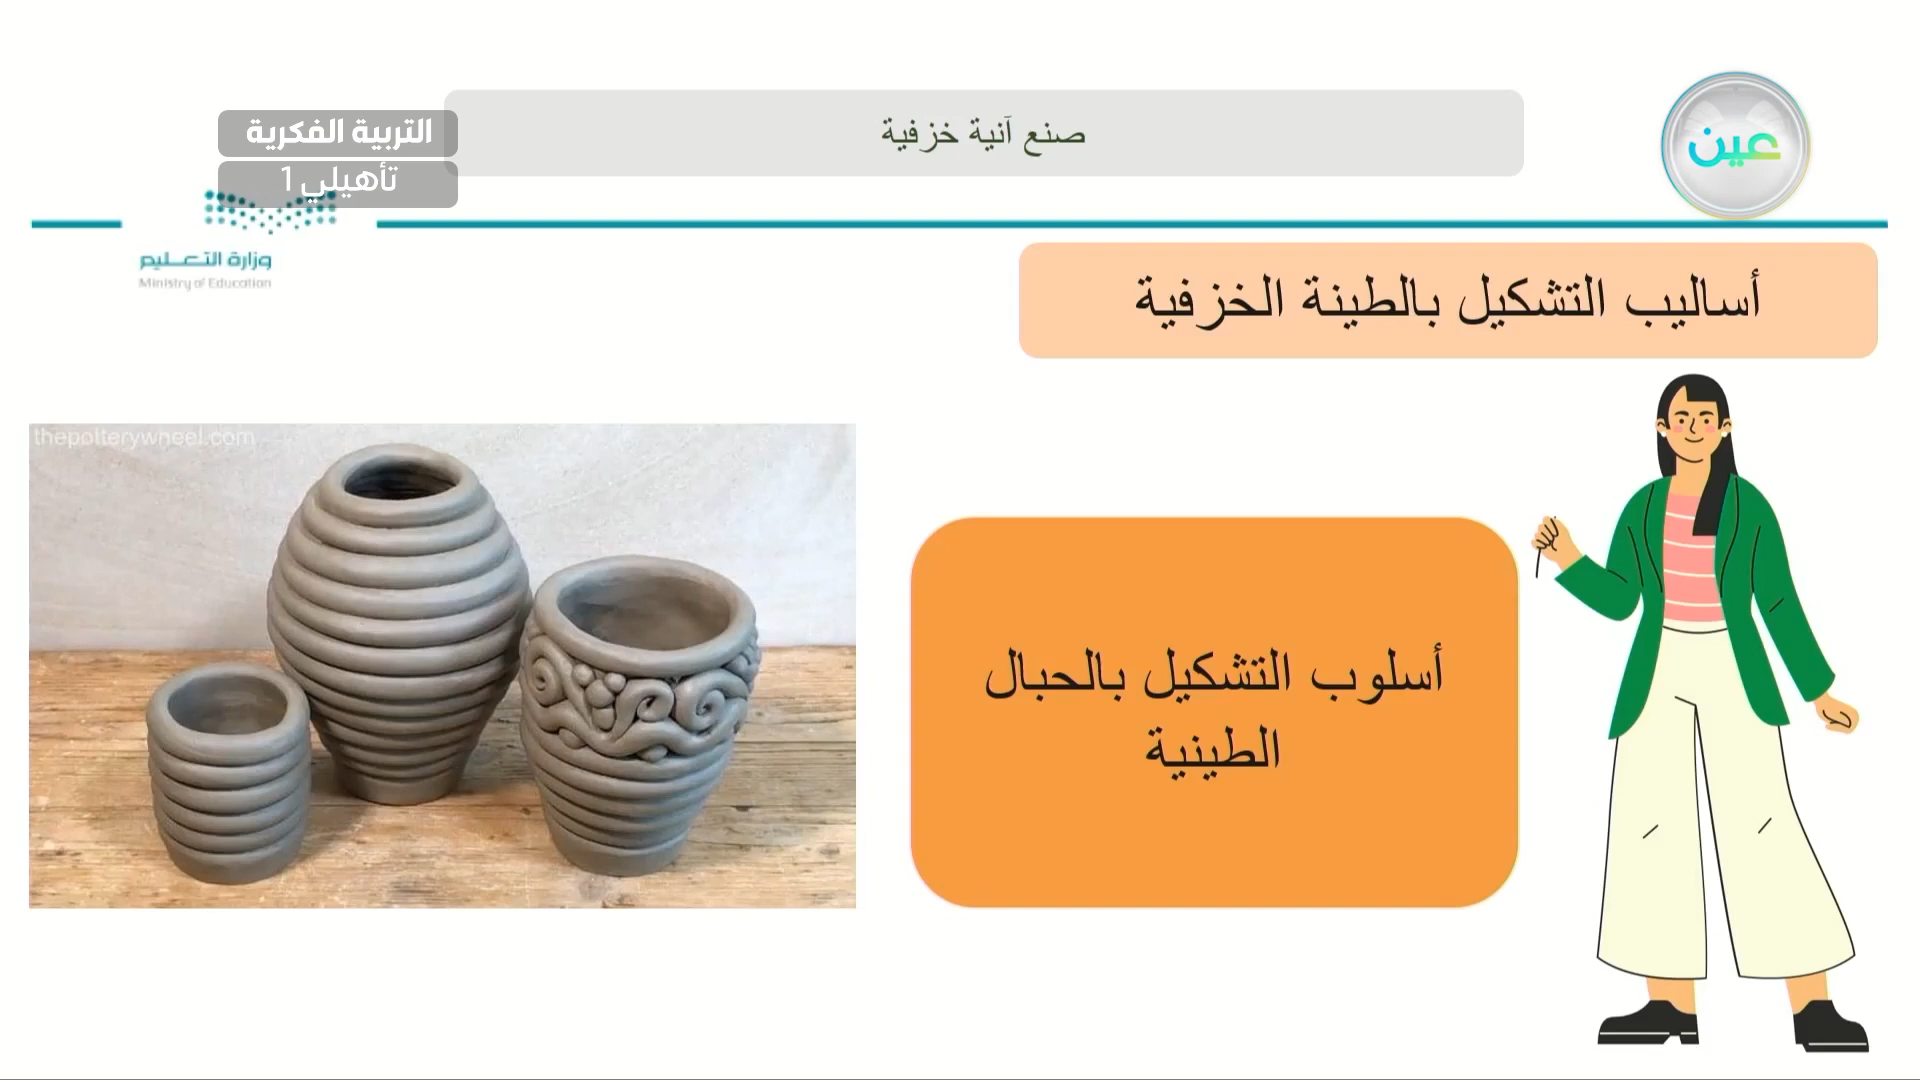 صنع آنية خزفية
عين
التربية الفكرية
تأهيلي 1
وزارة التعـــليم
Ministry of Education
أساليب التشكيل بالطينة الخزفية
thepotterywheel.com
أسلوب التشكيل بالحبال
الطينية